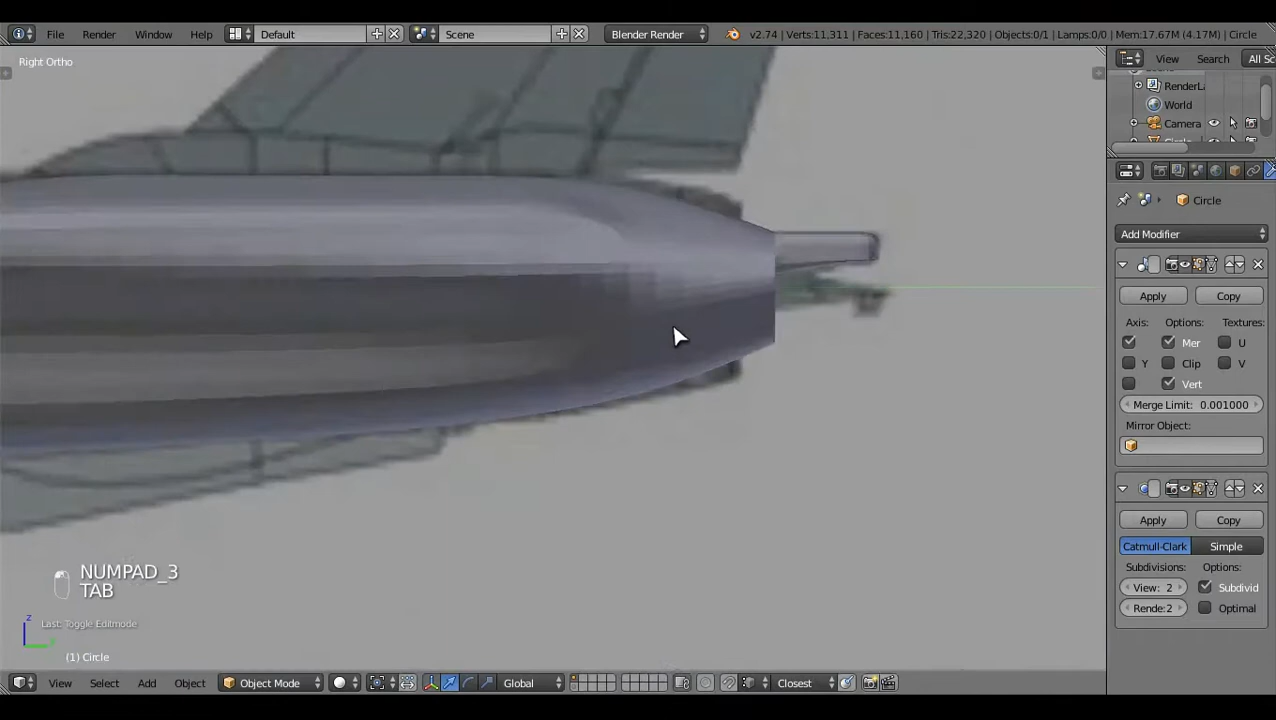 File Render Window Help Default Scene Blender Render v2.74 | Verts:11,311 | Faces:11,160 | Tris:22,320 | Objects:0/1 | Lamps:0/0 | Mem:17.67M (4.17M) | Circle
Right Ortho
View Search All Sc
RenderLa
World
Camera
Circle
Add Modifier
Apply Copy
Axis: Options: Textures:
Mer U
Y Clip V
Vert
Merge Limit: 0.001000
Mirror Object:
Apply Copy
Catmull-Clark Simple
Subdivisions: Options:
View: 2 Subdivid
Rende:2 Optimal
NUMPAD_3
TAB
Last: Toggle Editmode
z
y
(1) Circle
View Select Add Object Object Mode Global Closest